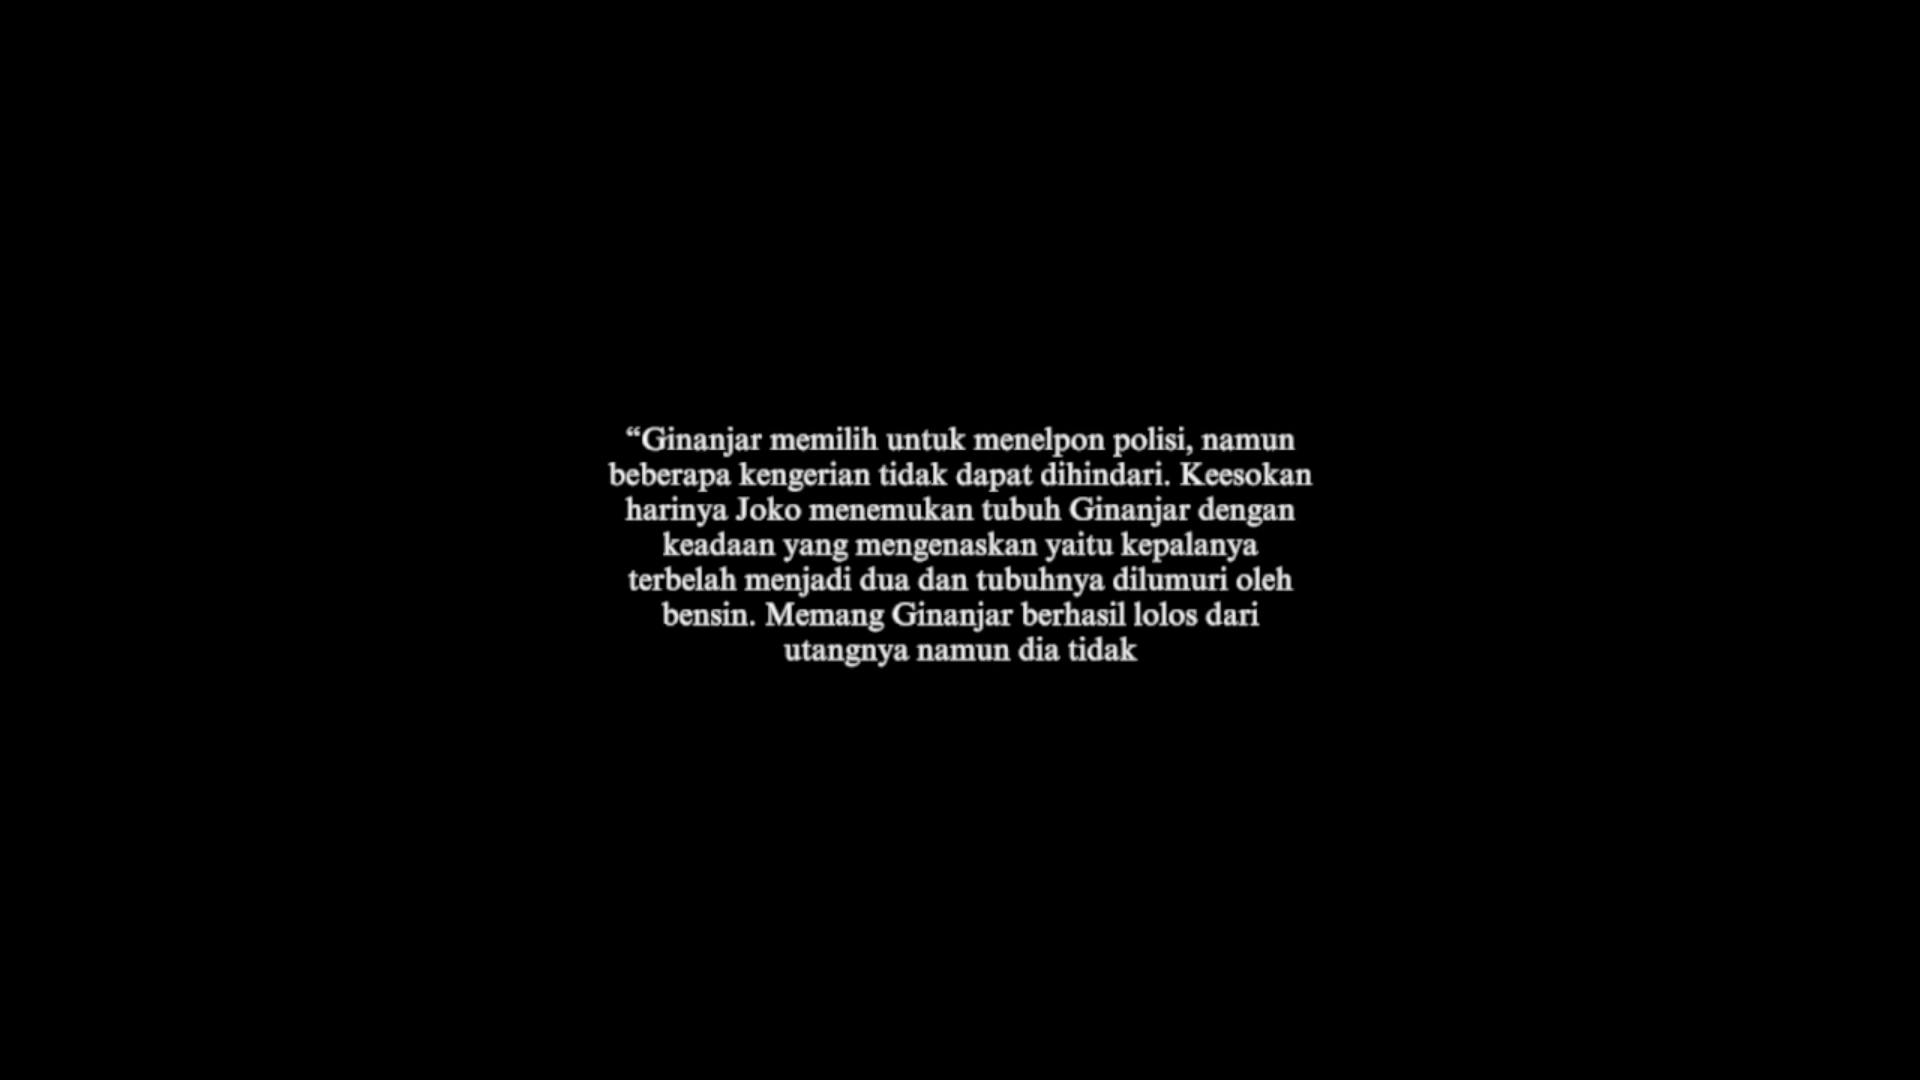 “Ginanjar memilih untuk menelpon polisi, namun
beberapa kengerian tidak dapat dihindari. Keesokan
harinya Joko menemukan tubuh Ginanjar dengan
keadaan yang mengenaskan yaitu kepalanya
terbelah menjadi dua dan tubuhnya dilumuri oleh
bensin. Memang Ginanjar berhasil lolos dari
utangnya namun dia tidak